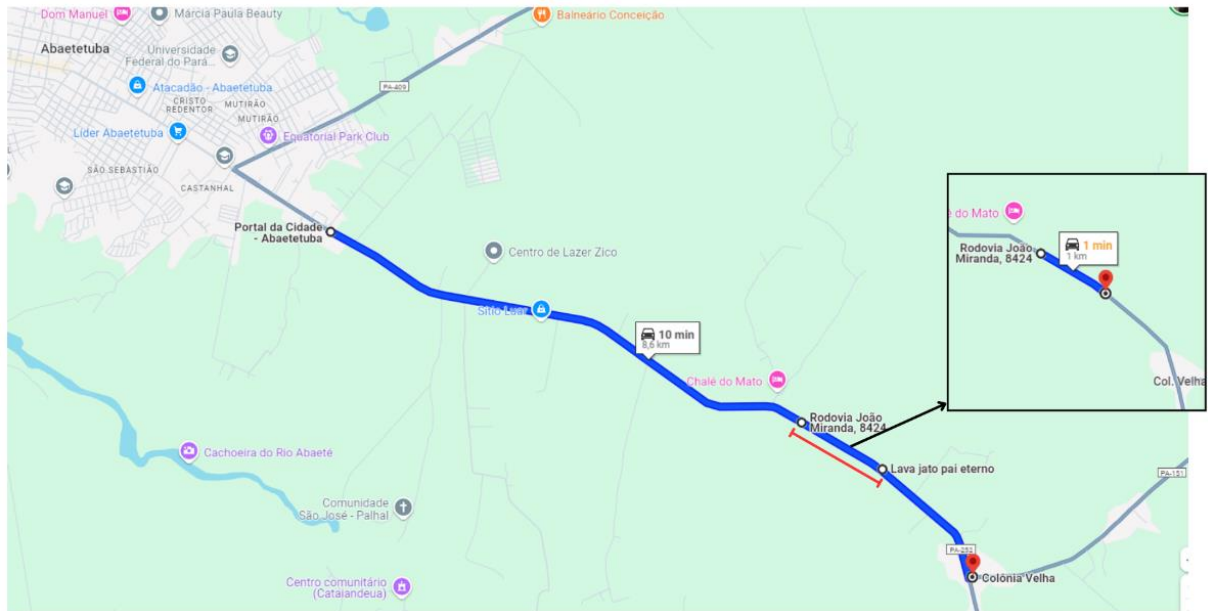 Dom Manuel
Márcia Paula Beauty
Balneário Conceição
Abaetetuba
Universidade
Federal do Pará...
Atacadão - Abaetetuba
PA-409
CRISTO
REDENTOR
MUTIRÃO
MUTIRÃO
Líder Abaetetuba
Equatorial Park Club
SÃO SEBASTIÃO
CASTANHAL
Portal da Cidade
- Abaetetuba
Centro de Lazer Zico
Sítio Luar
10 min
8,6 km
Chalé do Mato
Rodovia João
Miranda, 8424
Lava jato pai eterno
Cachoeira do Rio Abaeté
Comunidade
São José - Palhal
Centro comunitário
(Cataiandeua)
PA-252
Colônia Velha
PA-151
é do Mato
Rodovia João
Miranda, 8424
1 min
1 km
Col. Velha